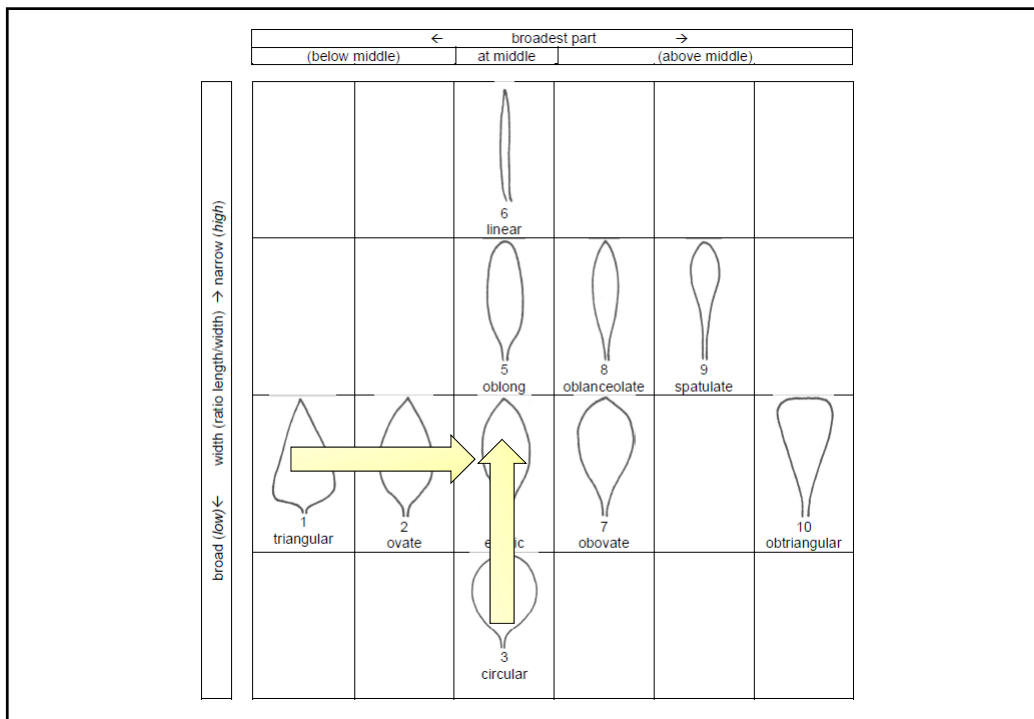 ← broadest part →
(below middle) at middle (above middle)
broad (low) ← width (ratio length/width) → narrow (high)
6
linear
5
oblong
8
oblanceolate
9
spatulate
1
triangular
2
ovate
7
obovate
10
obtriangular
3
circular